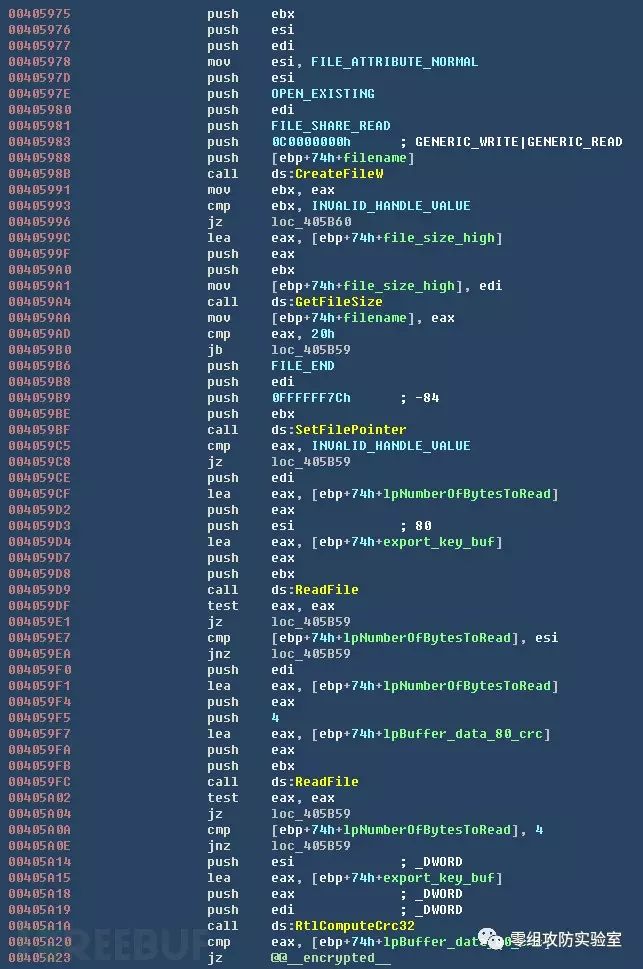 00405975 push ebx
00405976 push esi
00405977 push edi
00405978 mov esi, FILE_ATTRIBUTE_NORMAL
0040597D push esi
0040597E push OPEN_EXISTING
00405980 push edi
00405981 push FILE_SHARE_READ
00405983 push 0C0000000h ; GENERIC_WRITE|GENERIC_READ
00405988 push [ebp+74h+filename]
0040598B call ds:CreateFileW
00405991 mov ebx, eax
00405993 cmp ebx, INVALID_HANDLE_VALUE
00405996 jz loc_405B60
0040599C lea eax, [ebp+74h+file_size_high]
0040599F push eax
004059A0 push ebx
004059A1 mov [ebp+74h+file_size_high], edi
004059A4 call ds:GetFileSize
004059AA mov [ebp+74h+filename], eax
004059AD cmp eax, 20h
004059B0 jb loc_405B59
004059B6 push FILE_END
004059B8 push edi
004059B9 push 0FFFFFF7Ch ; -84
004059BE push ebx
004059BF call ds:SetFilePointer
004059C5 cmp eax, INVALID_HANDLE_VALUE
004059C8 jz loc_405B59
004059CE push edi
004059CF lea eax, [ebp+74h+lpNumberOfBytesToRead]
004059D2 push eax
004059D3 push esi ; 80
004059D4 lea eax, [ebp+74h+export_key_buf]
004059D7 push eax
004059D8 push ebx
004059D9 call ds:ReadFile
004059DF test eax, eax
004059E1 jz loc_405B59
004059E7 cmp [ebp+74h+lpNumberOfBytesToRead], esi
004059EA jnz loc_405B59
004059F0 push edi
004059F1 lea eax, [ebp+74h+lpNumberOfBytesToRead]
004059F4 push eax
004059F5 push 4
004059F7 lea eax, [ebp+74h+lpBuffer_data_80_crc]
004059FA push eax
004059FB push ebx
004059FC call ds:ReadFile
00405A02 test eax, eax
00405A04 jz loc_405B59
00405A0A cmp [ebp+74h+lpNumberOfBytesToRead], 4
00405A0E jnz loc_405B59
00405A14 push esi ; _DWORD
00405A15 lea eax, [ebp+74h+export_key_buf]
00405A18 push eax ; _DWORD
00405A19 push edi ; _DWORD
00405A1A call ds:RtlComputeCrc32
00405A20 cmp eax,
00405A23 jz @@__encrypted__
REEBUF
零组攻防实验室